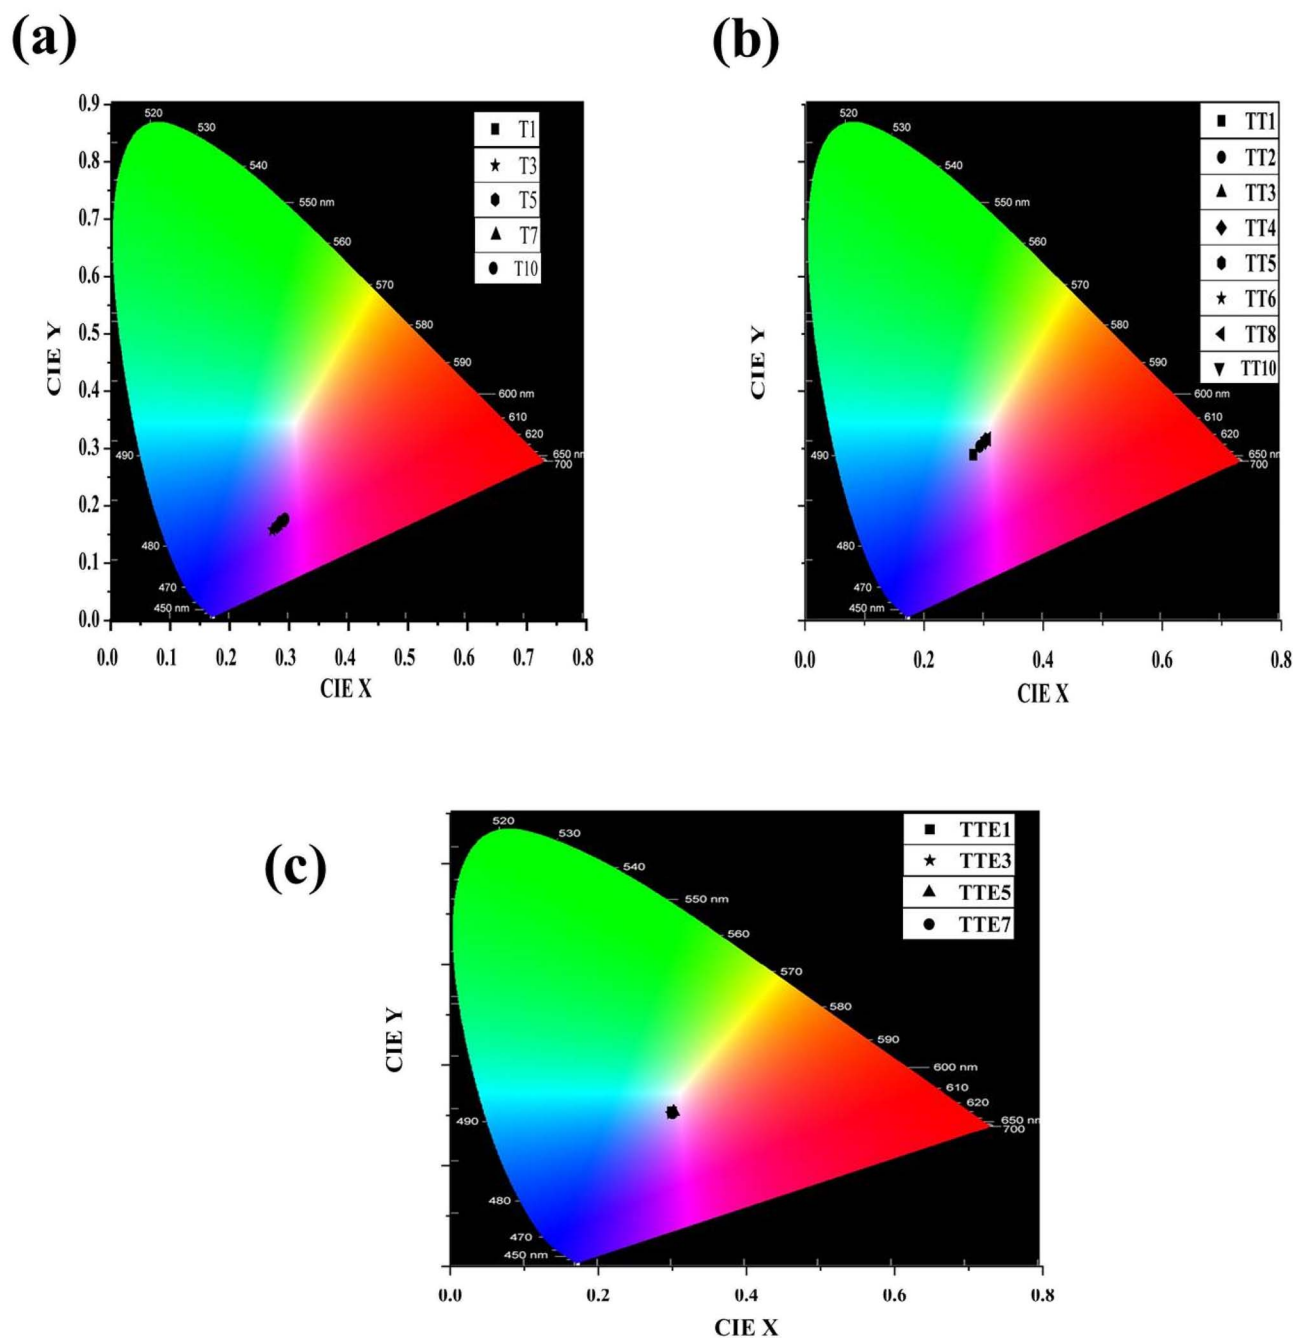 (a)
(b)
0.9
0.8
0.7
0.6
0.5
0.4
0.3
0.2
0.1
0.0
CIE Y
520
530
540
550 nm
560
570
580
590
600 nm
610
620
650 nm
700
490
480
470
450 nm
T1
T3
T5
T7
T10
0.0 0.1 0.2 0.3 0.4 0.5 0.6 0.7 0.8
CIE X
CIE Y
520
530
540
550 nm
560
570
580
590
600 nm
610
620
650 n
700
490
480
470
450 nm
TT1
TT2
TT3
TT4
TT5
TT6
TT8
TT10
0.0 0.2 0.4 0.6 0.8
CIE X
(c)
CIE Y
520
530
540
550 nm
560
570
580
590
600 nm
610
620
650 nm
700
490
480
470
450 nm
TTE1
TTE3
TTE5
TTE7
0.0 0.2 0.4 0.6 0.8
CIE X